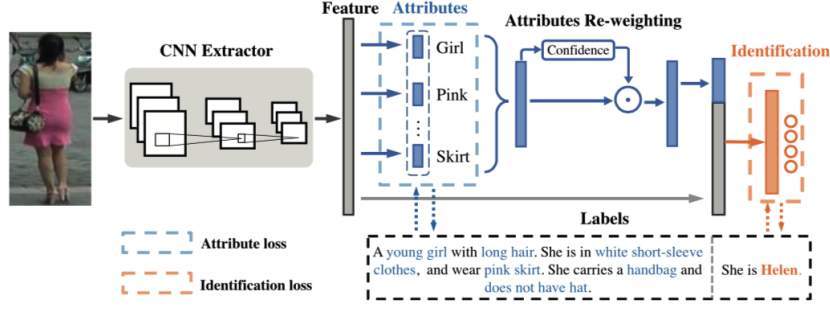 CNN Extractor
Feature
Attributes
Girl
Pink
Skirt
Attributes Re-weighting
Confidence
Identification
Attribute loss
Identification loss
Labels
A young girl with long hair. She is in white short-sleeve
clothes, and wear pink skirt. She carries a handbag and
does not have hat.
She is Helen.